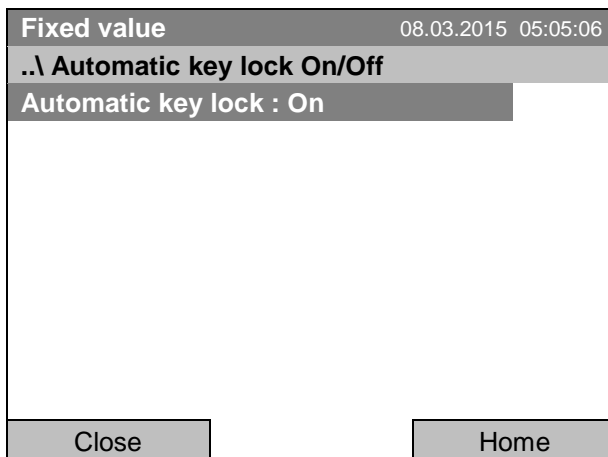 Fixed value 08.03.2015 05:05:06
..\ Automatic key lock On/Off
Automatic key lock : On
Close Home